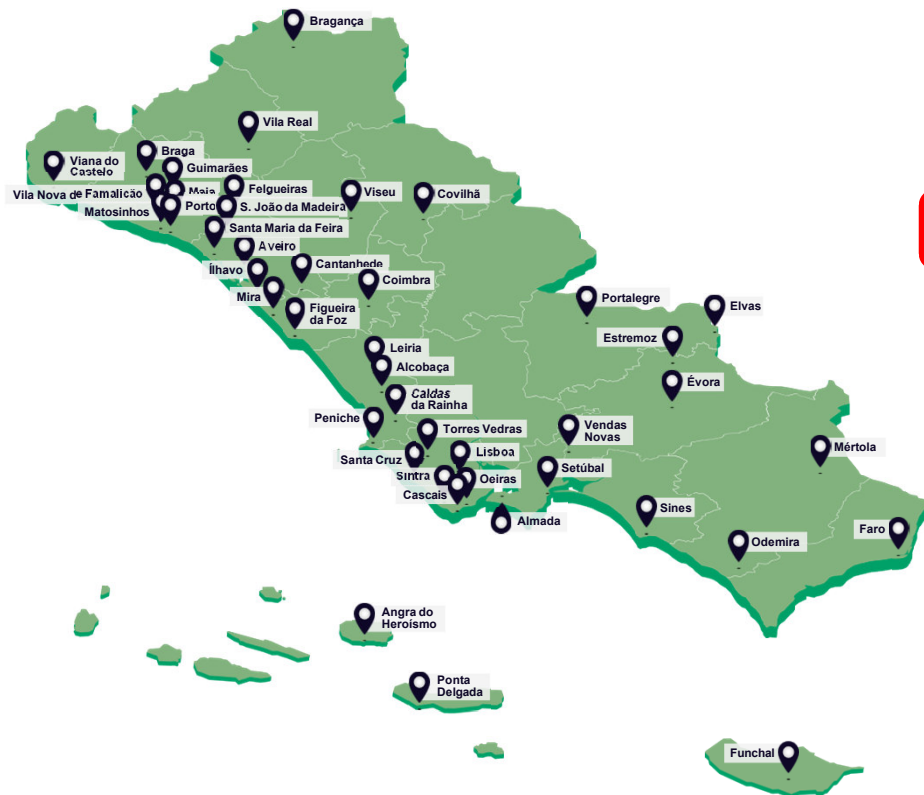 Bragança
Vila Real
Braga
Viana do
Castelo
Guimarães
Vila Nova de Famalicão
Maia
Felgueiras
Viseu
Covilhã
Matosinhos
Porto
S. João da Madeira
Santa Maria da Feira
Aveiro
Ílhavo
Cantanhede
Coimbra
Mira
Figueira
da Foz
Portalegre
Elvas
Estremoz
Leiria
Alcobaça
Évora
Caldas
da Rainha
Peniche
Torres Vedras
Vendas
Novas
Mértola
Santa Cruz
Lisboa
Setúbal
Sintra
Oeiras
Cascais
Sines
Almada
Faro
Odemira
Angra do
Heroísmo
Ponta
Delgada
Funchal